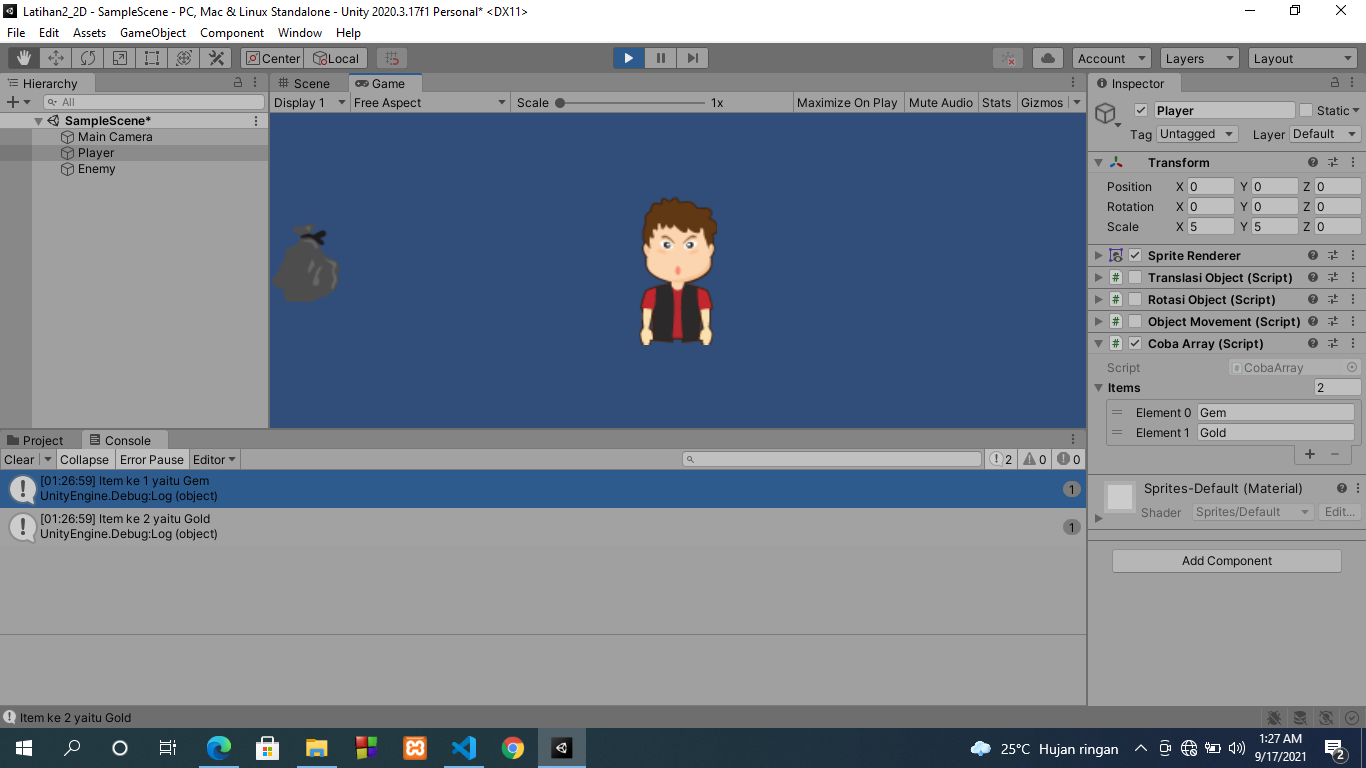 Latihan2_2D - SampleScene - PC, Mac & Linux Standalone - Unity 2020.3.17f1 Personal* <DX11>
File Edit Assets GameObject Component Window Help
Center Local Account Layers Layout
Hierarchy
All
SampleScene*
Main Camera
Player
Enemy
Scene Game
Display 1 Free Aspect Scale 1x Maximize On Play Mute Audio Stats Gizmos
Inspector
Player Static
Tag Untagged Layer Default
Transform
Position X 0 Y 0 Z 0
Rotation X 0 Y 0 Z 0
Scale X 5 Y 5 Z 0
Sprite Renderer
# Translasi Object (Script)
# Rotasi Object (Script)
# Object Movement (Script)
# Coba Array (Script)
Script CobaArray
Items 2
Element 0 Gem
Element 1 Gold
+ −
Sprites-Default (Material)
Shader Sprites/Default Edit...
Add Component
Project Console
Clear Collapse Error Pause Editor 2 0 0
[01:26:59] Item ke 1 yaitu Gem
UnityEngine.Debug:Log (object)
1
[01:26:59] Item ke 2 yaitu Gold
UnityEngine.Debug:Log (object)
1
Item ke 2 yaitu Gold
25°C Hujan ringan
1:27 AM
9/17/2021
2